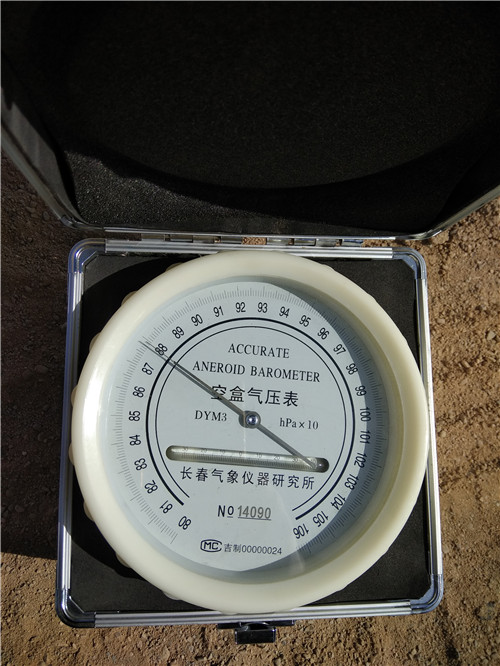 80 81 82 83 84 85 86 87 88 89 90 91 92 93 94 95 96 97 98 99 100 101 102 103 104 105 106
ACCURATE
ANEROID BAROMETER
空盒气压表
DYM3 hPa×10
长春气象仪器研究所
No 14090
MC 吉制00000024